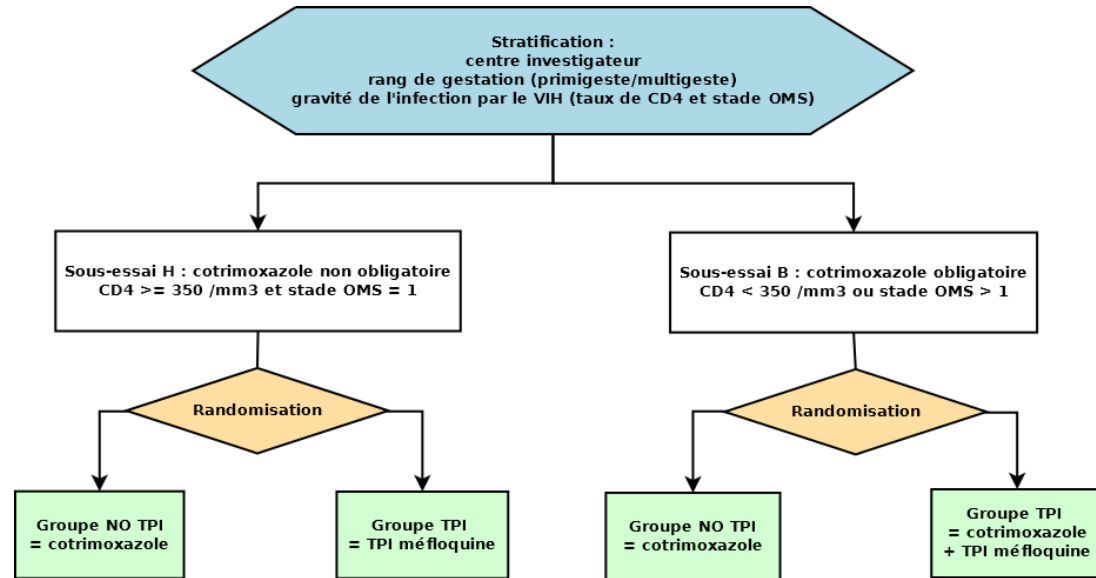 Stratification :
centre investigateur
rang de gestation (primigeste/multigeste)
gravité de l'infection par le VIH (taux de CD4 et stade OMS)
Sous-essai H : cotrimoxazole non obligatoire
CD4 >= 350 /mm3 et stade OMS = 1
Sous-essai B : cotrimoxazole obligatoire
CD4 < 350 /mm3 ou stade OMS > 1
Randomisation
Randomisation
Groupe NO TPI
= cotrimoxazole
Groupe TPI
= TPI méfloquine
Groupe NO TPI
= cotrimoxazole
Groupe TPI
= cotrimoxazole
+ TPI méfloquine